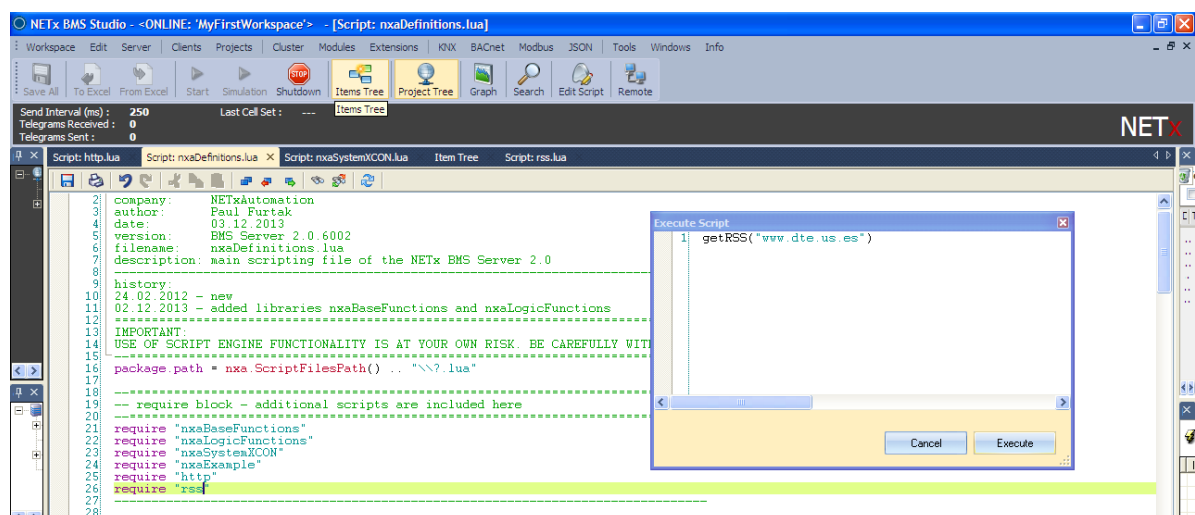 NETx BMS Studio - <ONLINE: 'MyFirstWorkspace'> - [Script: nxaDefinitions.lua]
Workspace Edit Server Clients Projects Cluster Modules Extensions KNX BACnet Modbus JSON Tools Windows Info
Save All To Excel From Excel Start Simulation Shutdown Items Tree Project Tree Graph Search Edit Script Remote
STOP
Send Interval (ms) : 250 Last Cell Set : ---
Items Tree
Telegrams Received : 0
Telegrams Sent : 0
NETx
Script: http.lua Script: nxaDefinitions.lua Script: nxaSystemXCON.lua Item Tree Script: rss.lua
2 company: NETxAutomation
3 author: Paul Furtak
4 date: 03.12.2013
5 version: BMS Server 2.0.6002
6 filename: nxaDefinitions.lua
7 description: main scripting file of the NETx BMS Server 2.0
8
9 history:
10 24.02.2012 - new
11 02.12.2013 - added libraries nxaBaseFunctions and nxaLogicFunctions
12
13 IMPORTANT:
14 USE OF SCRIPT ENGINE FUNCTIONALITY IS AT YOUR OWN RISK. BE CAREFULLY WIT
15
16 package.path = nxa.ScriptFilesPath() .. "\\?.lua"
17
18
19 -- require block - additional scripts are included here
20
21 require "nxaBaseFunctions"
22 require "nxaLogicFunctions"
23 require "nxaSystemXCON"
24 require "nxaExample"
25 require "http"
26 require "rss"
27
28
Execute Script
1 getRSS("www.dte.us.es")
Cancel Execute